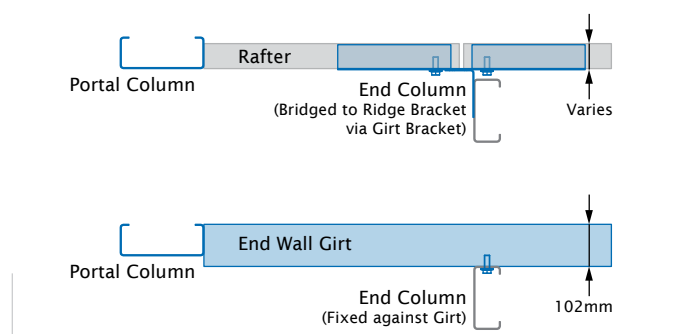 Rafter
Portal Column
End Column
(Bridged to Ridge Bracket
via Girt Bracket)
Varies
End Wall Girt
Portal Column
End Column
(Fixed against Girt)
102mm